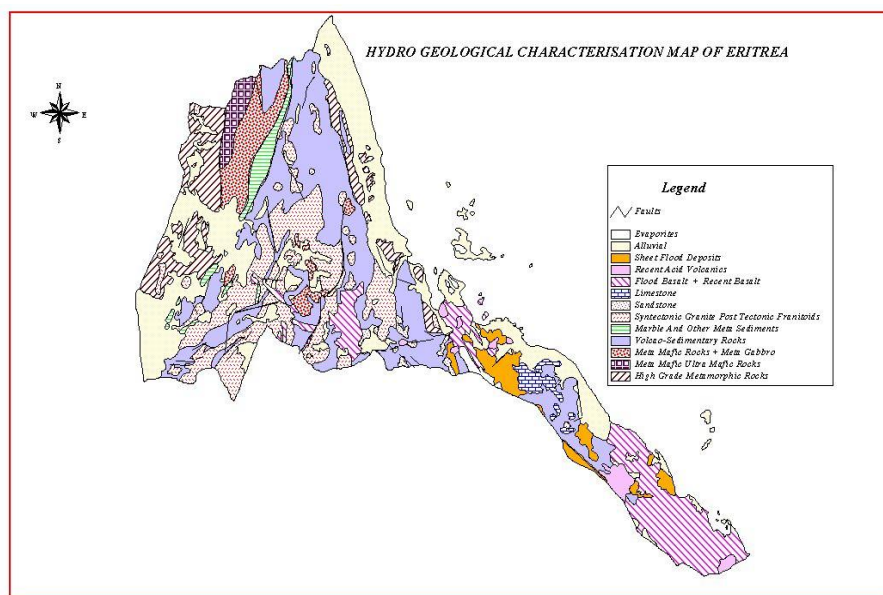 HYDRO GEOLOGICAL CHARACTERISATION MAP OF ERITREA
N
W E
S
Legend
Faults
Evaporites
Alluvial
Sheet Flood Deposits
Recent Acid Volcanics
Flood Basalt + Recent Basalt
Limestone
Sandstone
Syntectonic Granite Post Tectonic Franitoids
Marble And Other Meta Sediments
Volcao-Sedimentary Rocks
Meta Mafic Rocks + Meta Gabbro
Meta Mafic Ultra Mafic Rocks
High Grade Metamorphic Rocks